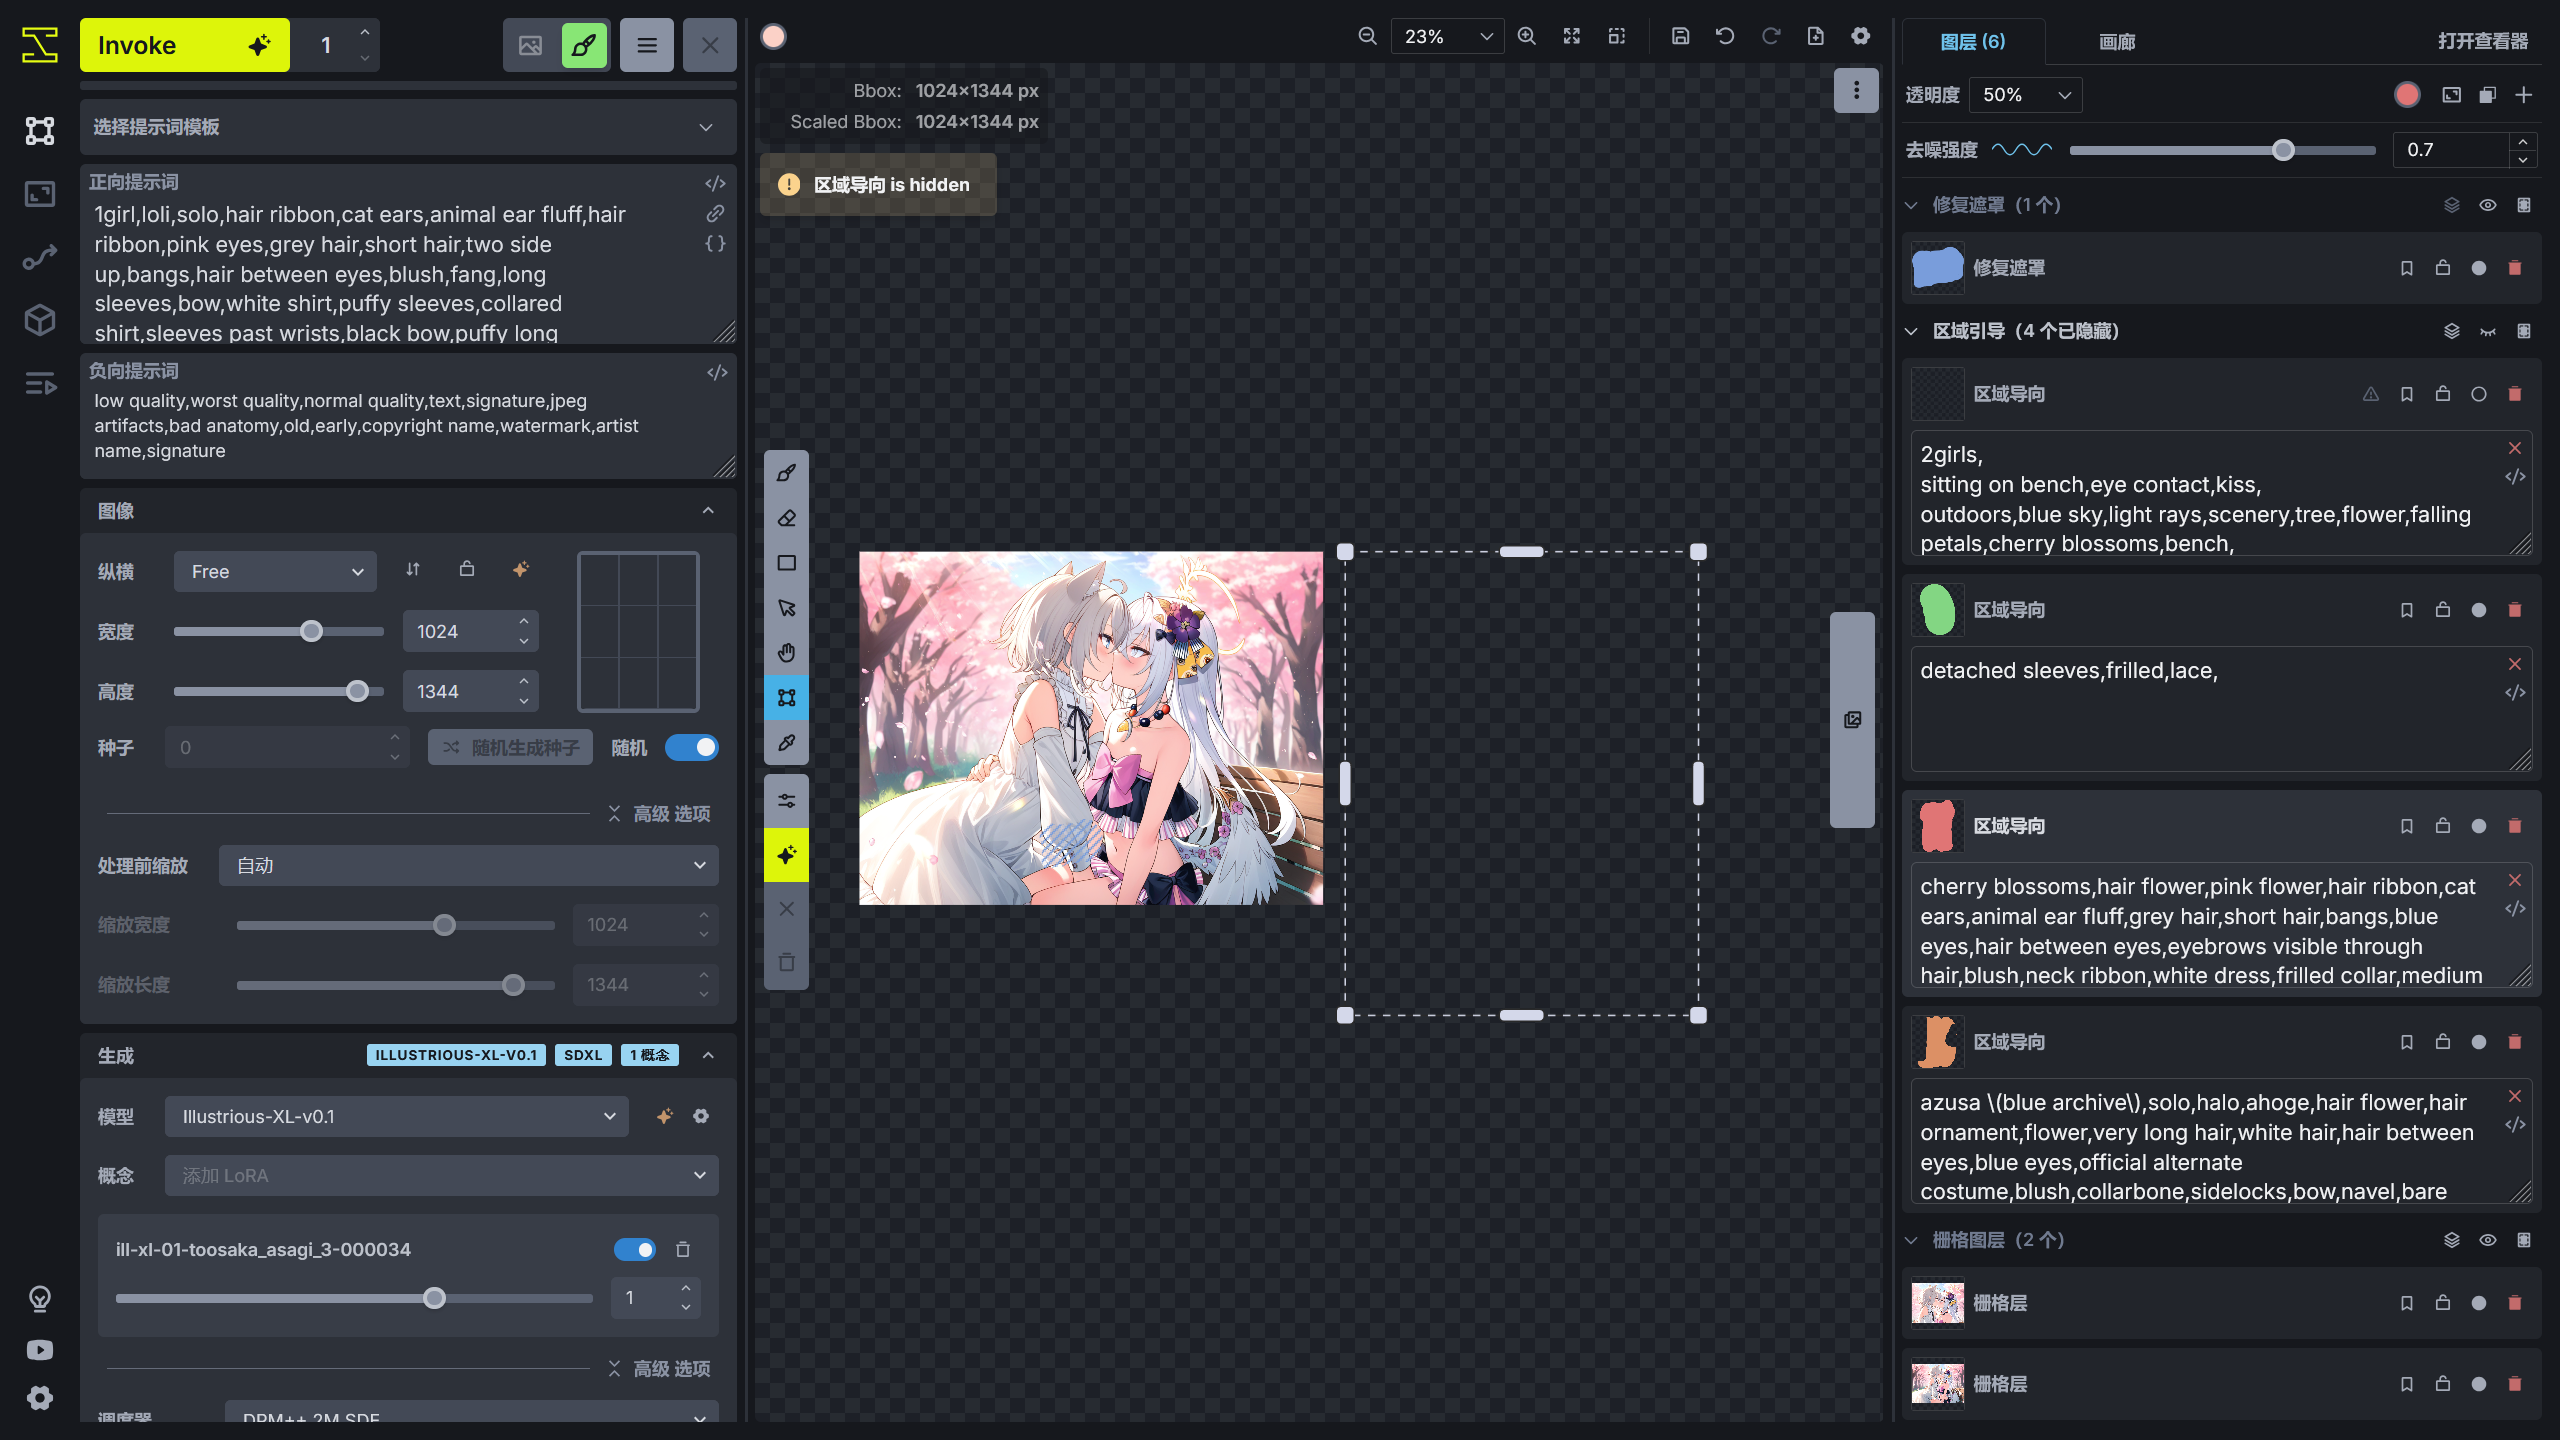 Invoke
1
选择提示词模板
正向提示词
1girl,loli,solo,hair ribbon,cat ears,animal ear fluff,hair
ribbon,pink eyes,grey hair,short hair,two side
up,bangs,hair between eyes,blush,fang,long
sleeves,bow,white shirt,puffy sleeves,collared
shirt,sleeves past wrists,black bow,puffy long
负向提示词
low quality,worst quality,normal quality,text,signature,jpeg
artifacts,bad anatomy,old,early,copyright name,watermark,artist
name,signature
图像
纵横
Free
宽度
1024
高度
1344
种子
0
随机生成种子
随机
高级 选项
处理前缩放
自动
缩放宽度
1024
缩放长度
1344
生成
ILLUSTRIOUS-XL-V0.1
SDXL
1 概念
模型
Illustrious-XL-v0.1
概念
添加 LoRA
ill-xl-01-toosaka_asagi_3-000034
1
高级 选项
调度器
DPM++ 2M SDE
23%
Bbox: 1024×1344 px
Scaled Bbox: 1024×1344 px
区域导向 is hidden
图层 (6)
画廊
打开查看器
透明度
50%
去噪强度
0.7
修复遮罩（1 个）
修复遮罩
区域引导（4 个已隐藏）
区域导向
2girls,
sitting on bench,eye contact,kiss,
outdoors,blue sky,light rays,scenery,tree,flower,falling
petals,cherry blossoms,bench,
区域导向
detached sleeves,frilled,lace,
区域导向
cherry blossoms,hair flower,pink flower,hair ribbon,cat
ears,animal ear fluff,grey hair,short hair,bangs,blue
eyes,hair between eyes,eyebrows visible through
hair,blush,neck ribbon,white dress,frilled collar,medium
区域导向
azusa \(blue archive\),solo,halo,ahoge,hair flower,hair
ornament,flower,very long hair,white hair,hair between
eyes,blue eyes,official alternate
costume,blush,collarbone,sidelocks,bow,navel,bare
栅格图层（2 个）
栅格层
栅格层